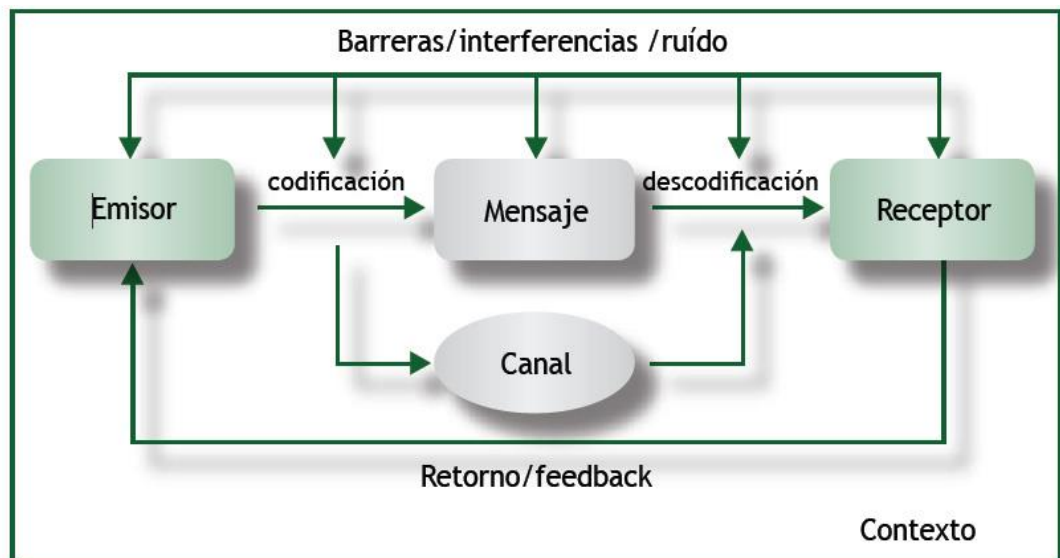 Barreras/interferencias /ruído
codificación
descodificación
Emisor
Mensaje
Receptor
Canal
Retorno/feedback
Contexto